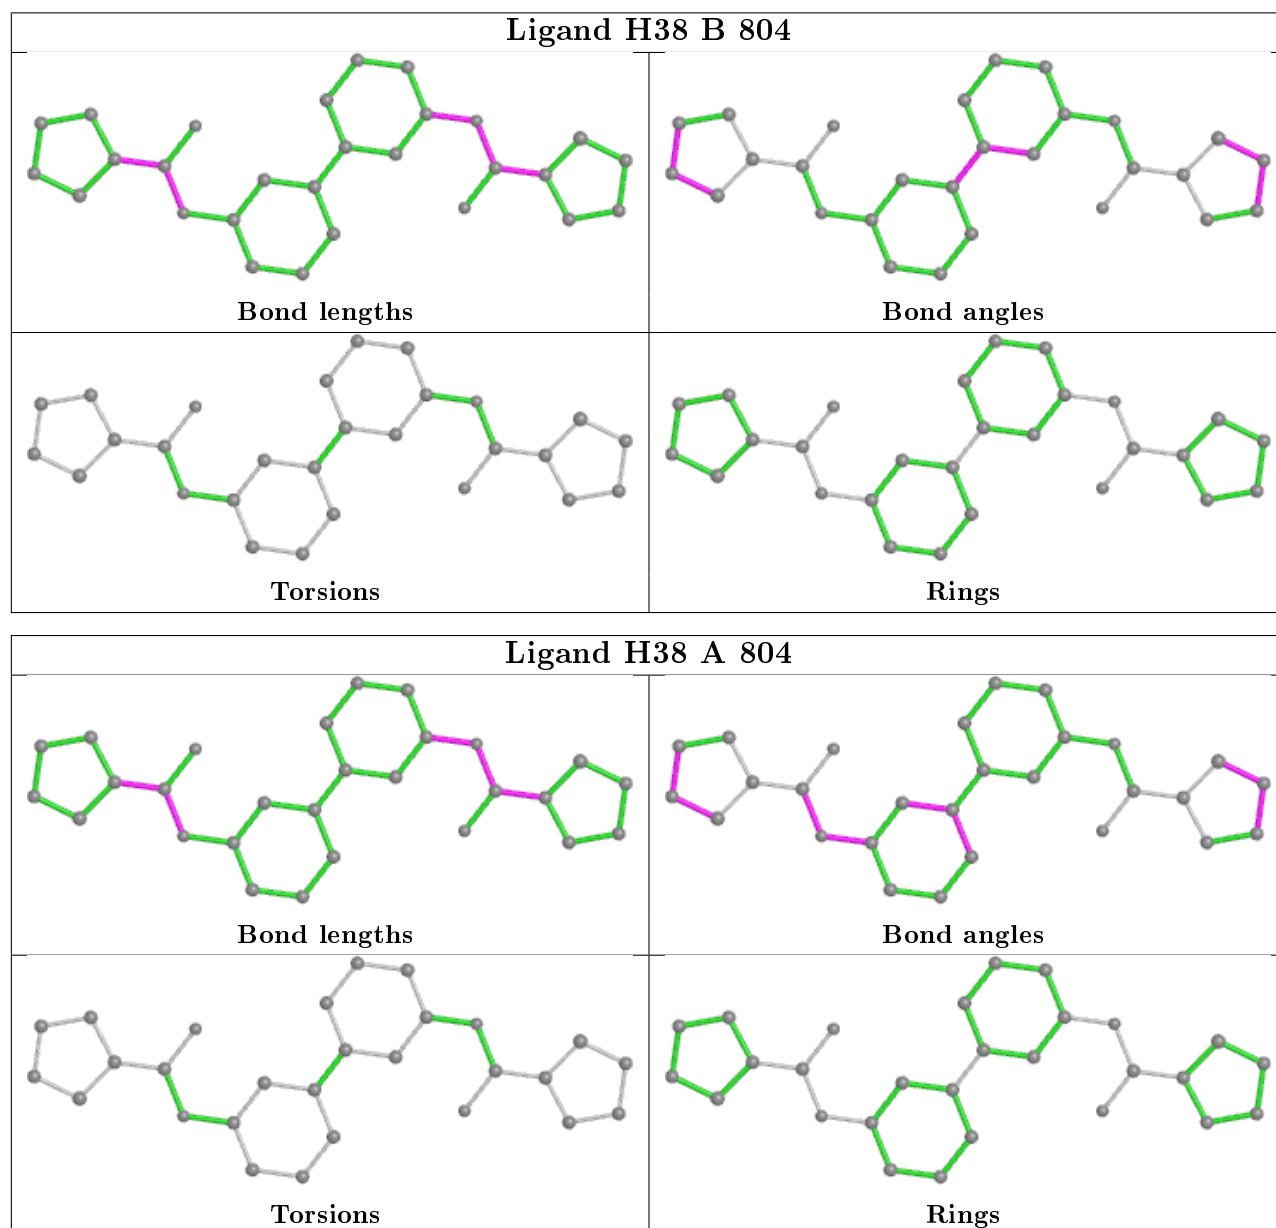 Ligand H38 B 804
Bond lengths
Bond angles
Torsions
Rings
Ligand H38 A 804
Bond lengths
Bond angles
Torsions
Rings